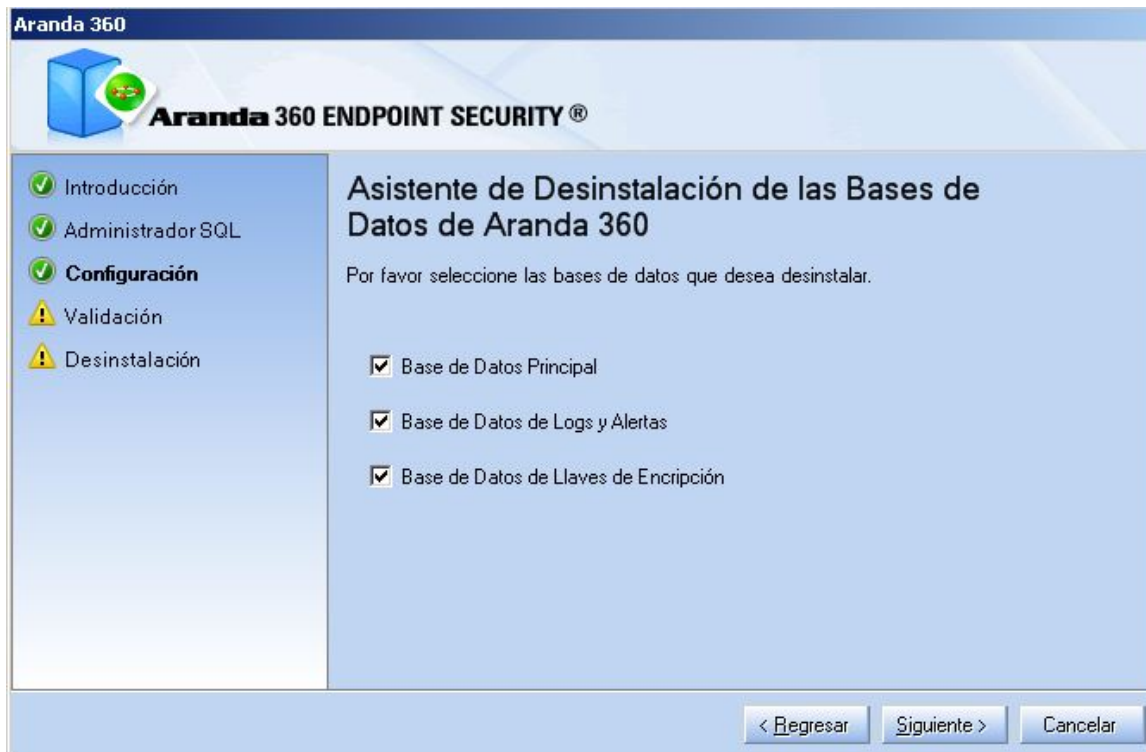 Aranda 360
Aranda 360 ENDPOINT SECURITY ®
Introducción
Administrador SQL
Configuración
Validación
Desinstalación
Asistente de Desinstalación de las Bases de
Datos de Aranda 360
Por favor seleccione las bases de datos que desea desinstalar.
Base de Datos Principal
Base de Datos de Logs y Alertas
Base de Datos de Llaves de Encripción
< Regresar
Siguiente >
Cancelar